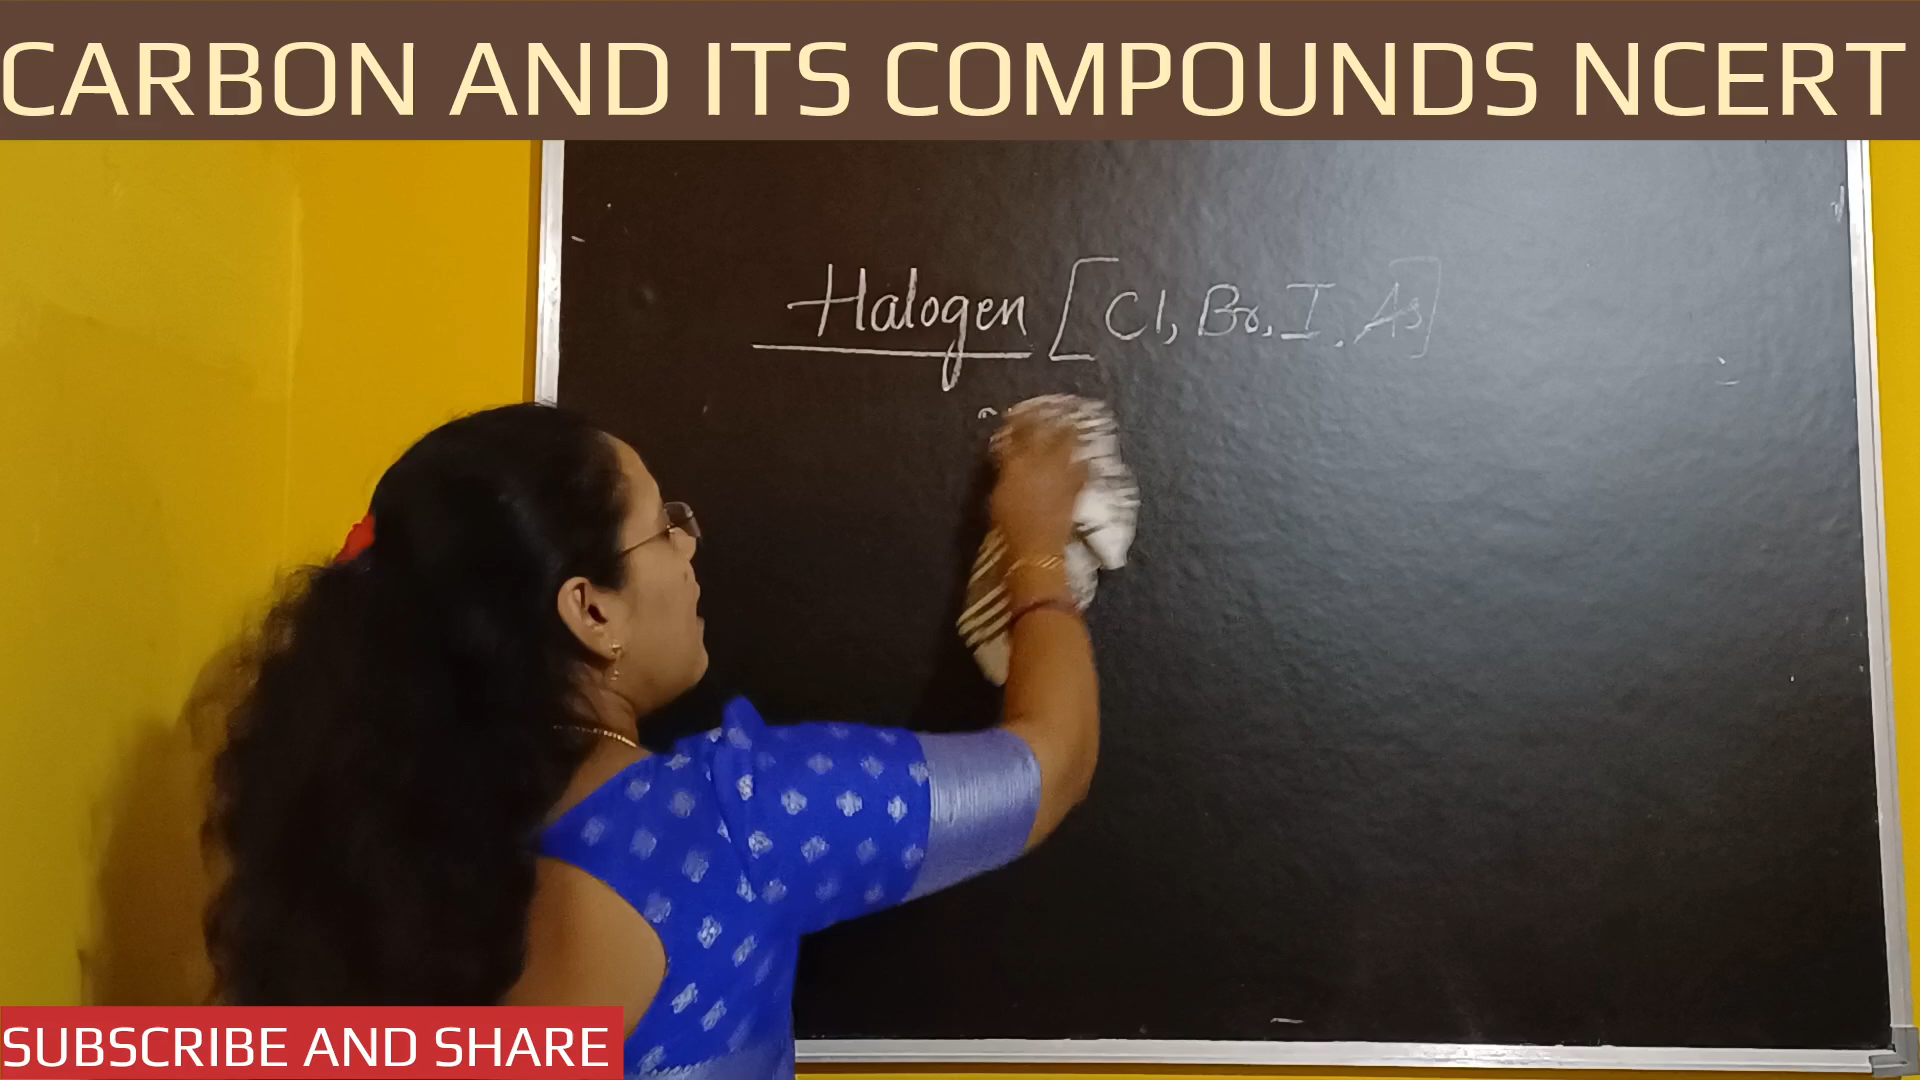 CARBON AND ITS COMPOUNDS NCERT
Halogen [Cl, Br, I, As]
SUBSCRIBE AND SHARE